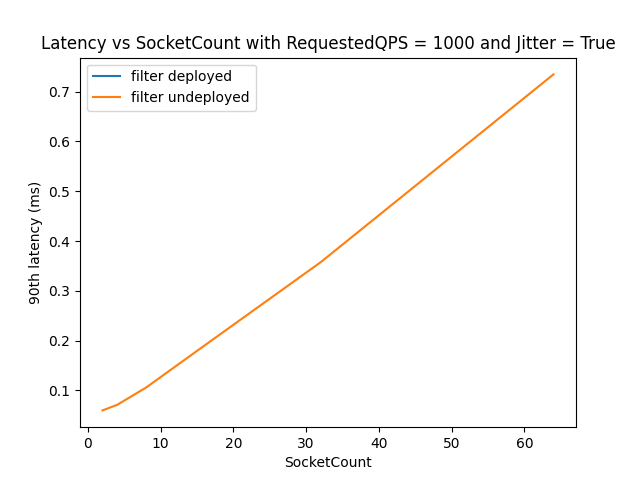 Latency vs SocketCount with RequestedQPS = 1000 and Jitter = True
filter deployed
filter undeployed
90th latency (ms)
0.7
0.6
0.5
0.4
0.3
0.2
0.1
0 10 20 30 40 50 60
SocketCount